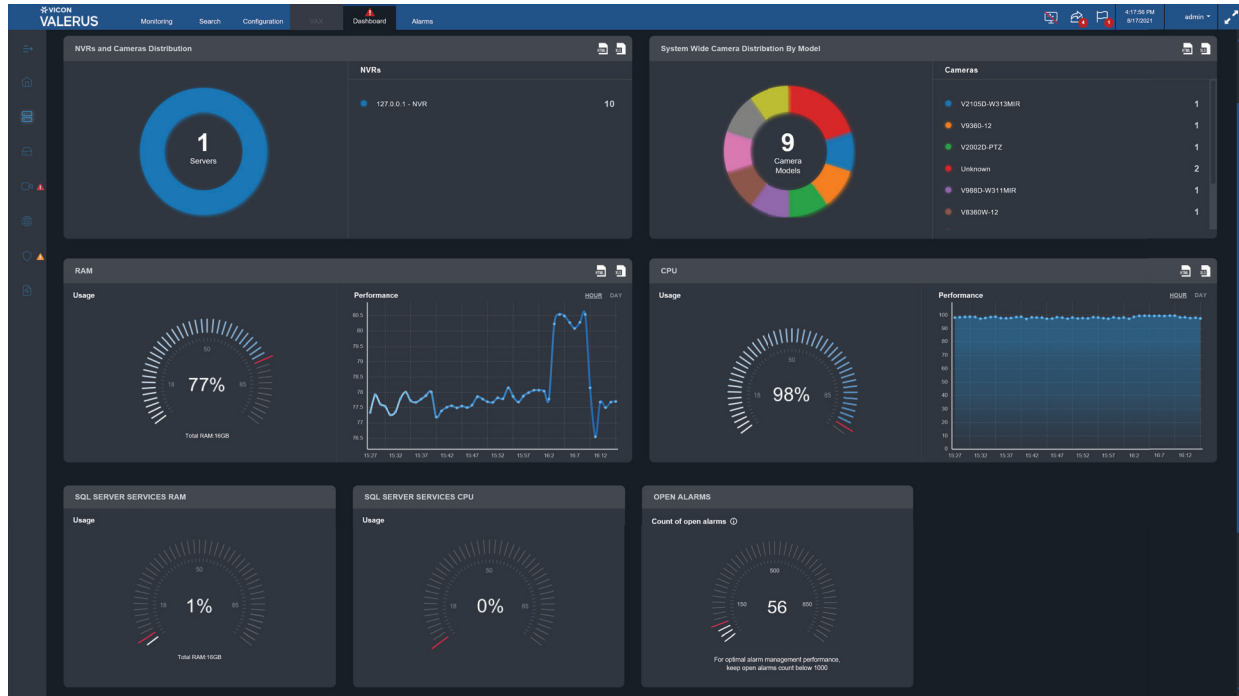 VICON
VALERUS
Monitoring Search Configuration VAX Dashboard Alarms
4 1 4:17:56 PM
8/17/2021
admin
NVRs and Cameras Distribution
NVRs
127.0.0.1 - NVR 10
1
Servers
System Wide Camera Distribution By Model
Cameras
9
Camera
Models
V2105D-W313MIR 1
V9360-12 1
V2002D-PTZ 1
Unknown 2
V988D-W311MIR 1
V8360W-12 1
RAM
Usage
50
16 77% 85
Total RAM:16GB
Performance HOUR DAY
80.5
80
79.5
79
78.5
78
77.5
77
76.5
15:27 15:32 15:37 15:42 15:47 15:52 15:57 16:2 16:7 16:12
CPU
Usage
50
16 98% 85
Performance HOUR DAY
100
90
80
70
60
50
40
30
20
10
0
15:27 15:32 15:37 15:42 15:47 15:52 15:57 16:2 16:7 16:12
SQL SERVER SERVICES RAM
Usage
50
16 1% 85
Total RAM:16GB
SQL SERVER SERVICES CPU
Usage
50
16 0% 85
OPEN ALARMS
Count of open alarms
500
150 56 850
For optimal alarm management performance,
keep open alarms count below 1000